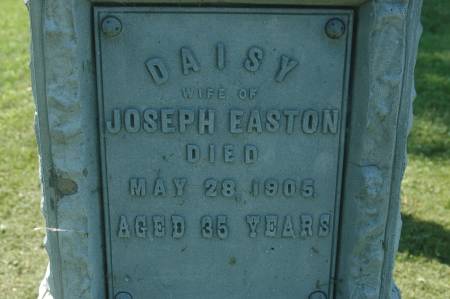 DAISY
WIFE OF
JOSEPH EASTON
DIED
MAY 28, 1905.
AGED 35 YEARS